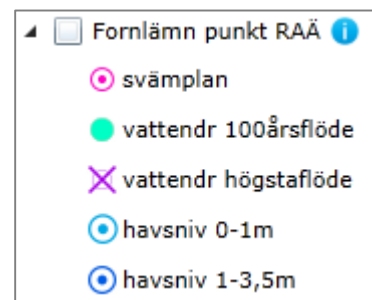 Fornlämn punkt RAÄ i
svämplan
vattendr 100årsflöde
vattendr högstaflöde
havsniv 0-1m
havsniv 1-3,5m